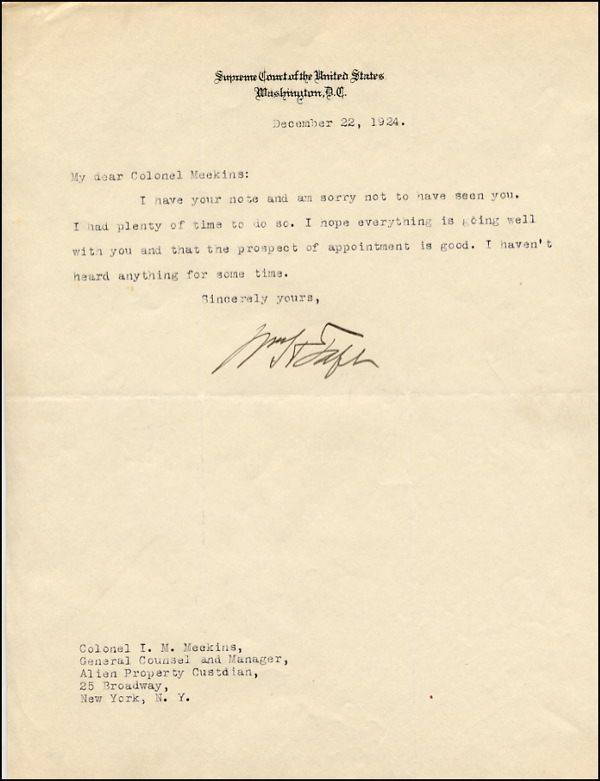 Supreme Court of the United States
Washington, D.C.
December 22, 1924.
My dear Colonel Meekins:
I have your note and am sorry not to have seen you.
I had plenty of time to do so. I hope everything is going well
with you and that the prospect of appointment is good. I haven't
heard anything for some time.
Sincerely yours,
Wm H Taft
Colonel I. M. Meekins,
General Counsel and Manager,
Alien Property Custdian,
25 Broadway,
New York, N. Y.